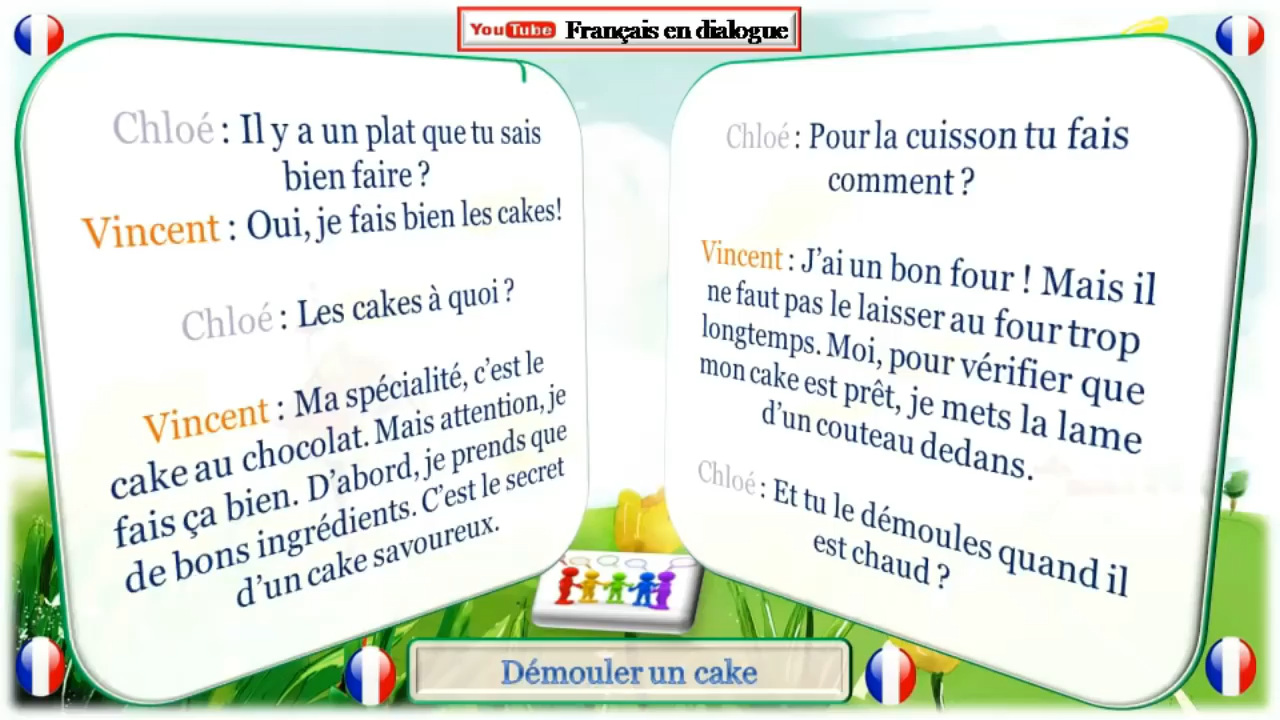 YouTube Français en dialogue
Chloé : Il y a un plat que tu sais
bien faire ?
Vincent : Oui, je fais bien les cakes!
Chloé : Les cakes à quoi ?
Vincent : Ma spécialité, c’est le
cake au chocolat. Mais attention, je
fais ça bien. D’abord, je prends que
de bons ingrédients. C’est le secret
d’un cake savoureux.
Chloé : Pour la cuisson tu fais
comment ?
Vincent : J’ai un bon four ! Mais il
ne faut pas le laisser au four trop
longtemps. Moi, pour vérifier que
mon cake est prêt, je mets la lame
d’un couteau dedans.
Chloé : Et tu le démoules quand il
est chaud ?
Démouler un cake